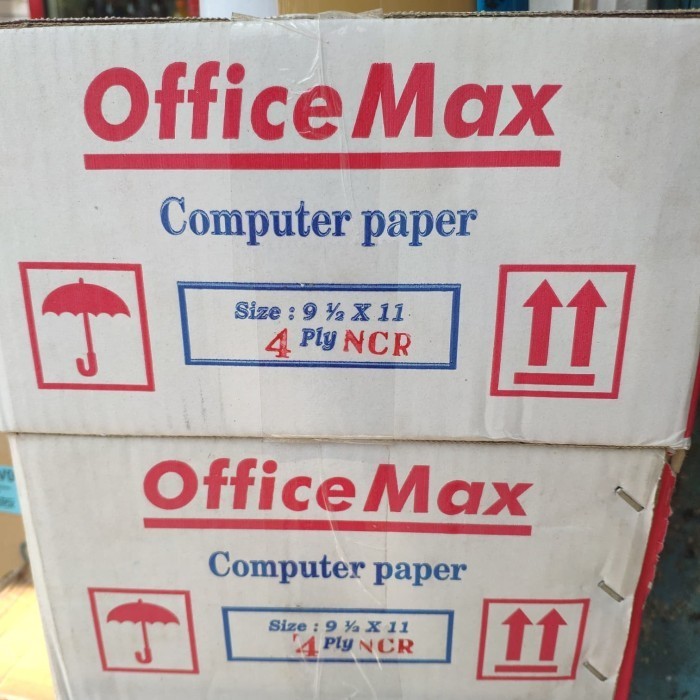 OfficeMax
Computer paper
Size : 9 ½ X 11
4 Ply NCR
OfficeMax
Computer paper
Size : 9 ½ X 11
4 Ply NCR